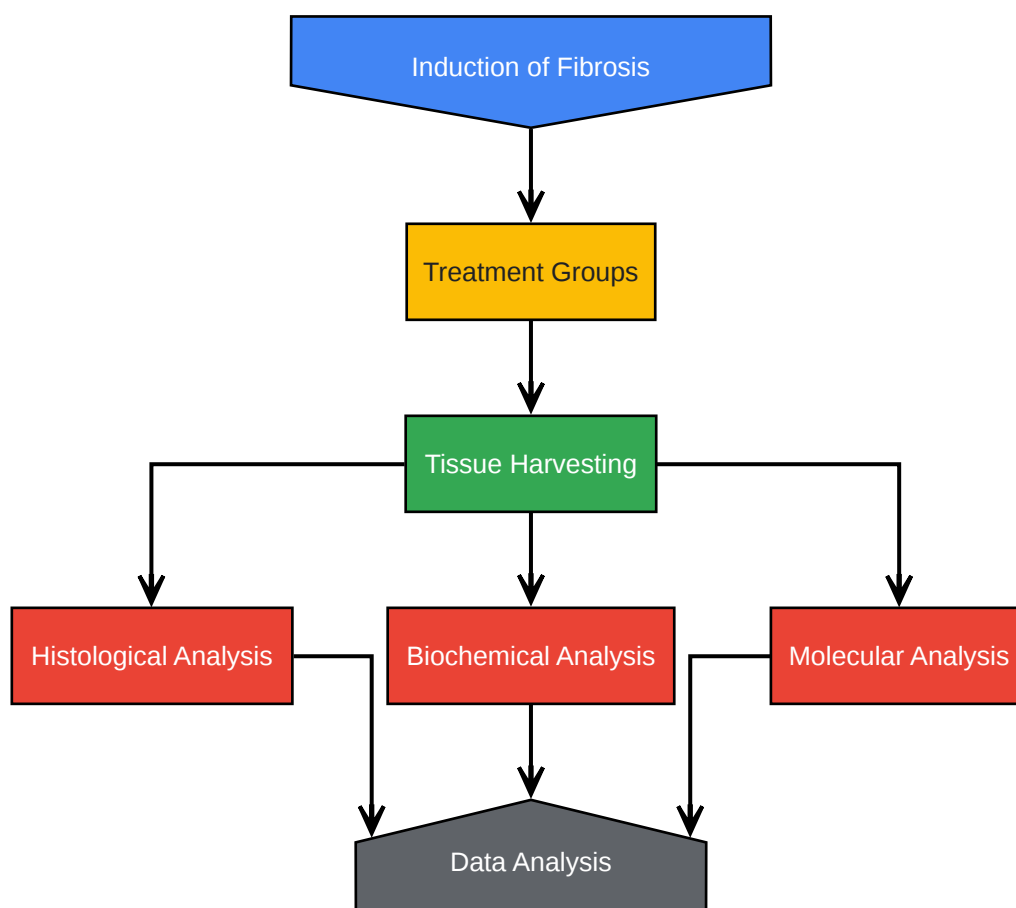 Induction of Fibrosis
Treatment Groups
Tissue Harvesting
Histological Analysis
Biochemical Analysis
Molecular Analysis
Data Analysis